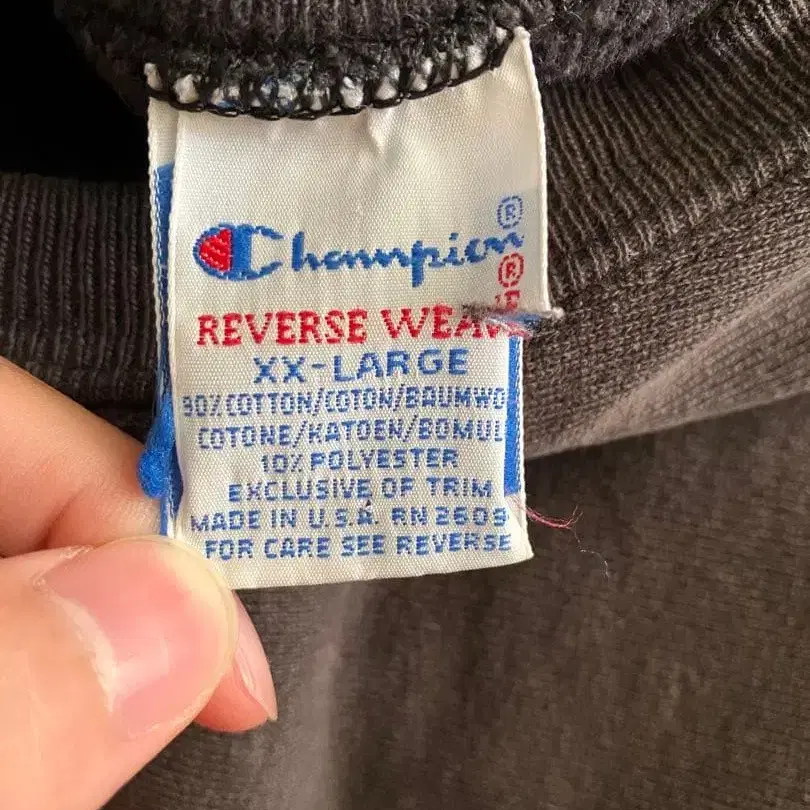 Champion®
®
REVERSE WEAV
XX-LARGE
90% COTTON/COTON/BAUMWO
COTONE/KATOEN/BOMUL
10% POLYESTER
EXCLUSIVE OF TRIM
MADE IN U.S.A. RN 26094
FOR CARE SEE REVERSE